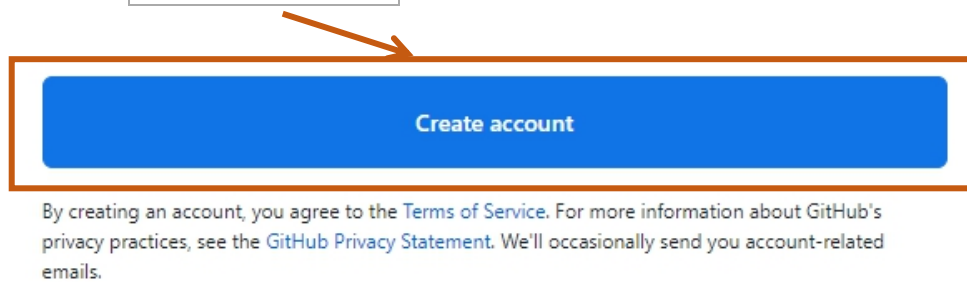 Create account
By creating an account, you agree to the Terms of Service. For more information about GitHub's
privacy practices, see the GitHub Privacy Statement. We'll occasionally send you account-related
emails.